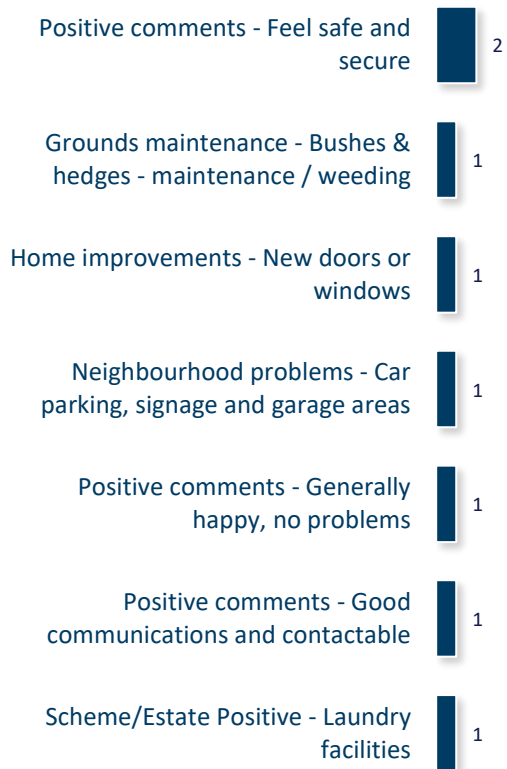 Positive comments - Feel safe and
secure
2
Grounds maintenance - Bushes &
hedges - maintenance / weeding
1
Home improvements - New doors or
windows
1
Neighbourhood problems - Car
parking, signage and garage areas
1
Positive comments - Generally
happy, no problems
1
Positive comments - Good
communications and contactable
1
Scheme/Estate Positive - Laundry
facilities
1